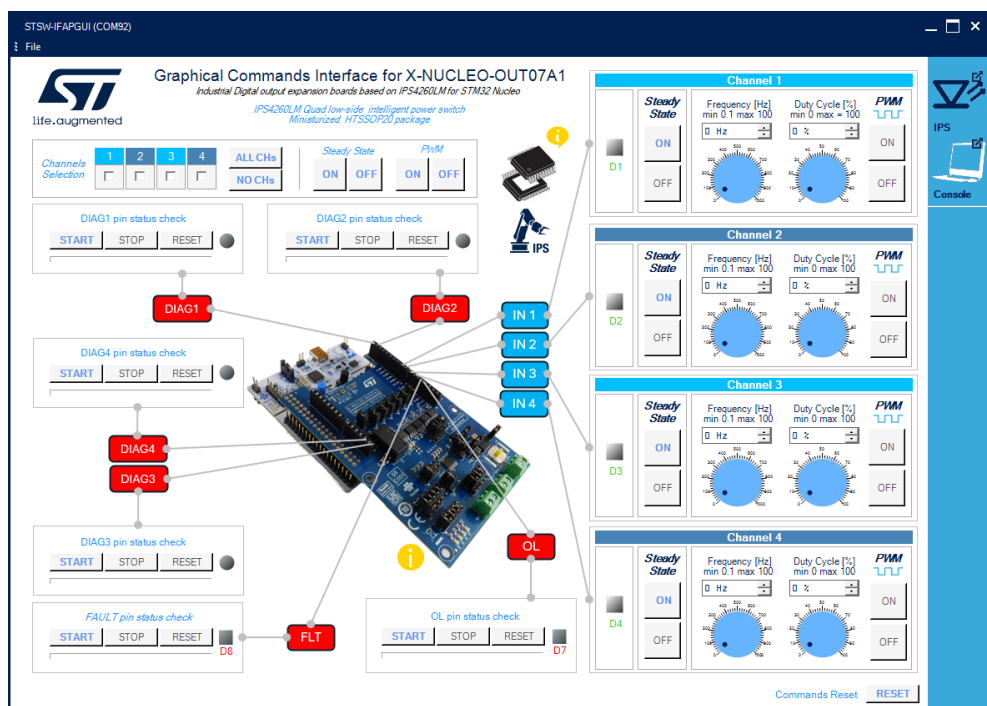 STSW-IFAPGUI (COM92)
File
life.augmented
Graphical Commands Interface for X-NUCLEO-OUT07A1
Industrial Digital output expansion boards based on IPS4260LM for STM32 Nucleo
IPS4260LM Quad low-side intelligent power switch
Miniaturized HTSSOP20 package
Channels
Selection
1 2 3 4
ALL CHs
NO CHs
Steady State
ON OFF
PWM
ON OFF
IPS
DIAG1 pin status check
START STOP RESET
DIAG2 pin status check
START STOP RESET
DIAG1
DIAG2
DIAG4 pin status check
START STOP RESET
DIAG4
DIAG3
DIAG3 pin status check
START STOP RESET
FAULT pin status check
START STOP RESET
D8
FLT
OL
OL pin status check
START STOP RESET
D7
IN 1
IN 2
IN 3
IN 4
Channel 1
D1
Steady
State
ON
OFF
Frequency [Hz]
min 0.1 max 100
0 Hz
Duty Cycle [%]
min 0 max = 100
0 %
PWM
ON
OFF
Channel 2
D2
Steady
State
ON
OFF
Frequency [Hz]
min 0.1 max 100
0 Hz
Duty Cycle [%]
min 0 max = 100
0 %
PWM
ON
OFF
Channel 3
D3
Steady
State
ON
OFF
Frequency [Hz]
min 0.1 max 100
0 Hz
Duty Cycle [%]
min 0 max = 100
0 %
PWM
ON
OFF
Channel 4
D4
Steady
State
ON
OFF
Frequency [Hz]
min 0.1 max 100
0 Hz
Duty Cycle [%]
min 0 max = 100
0 %
PWM
ON
OFF
Commands Reset RESET
IPS
Console